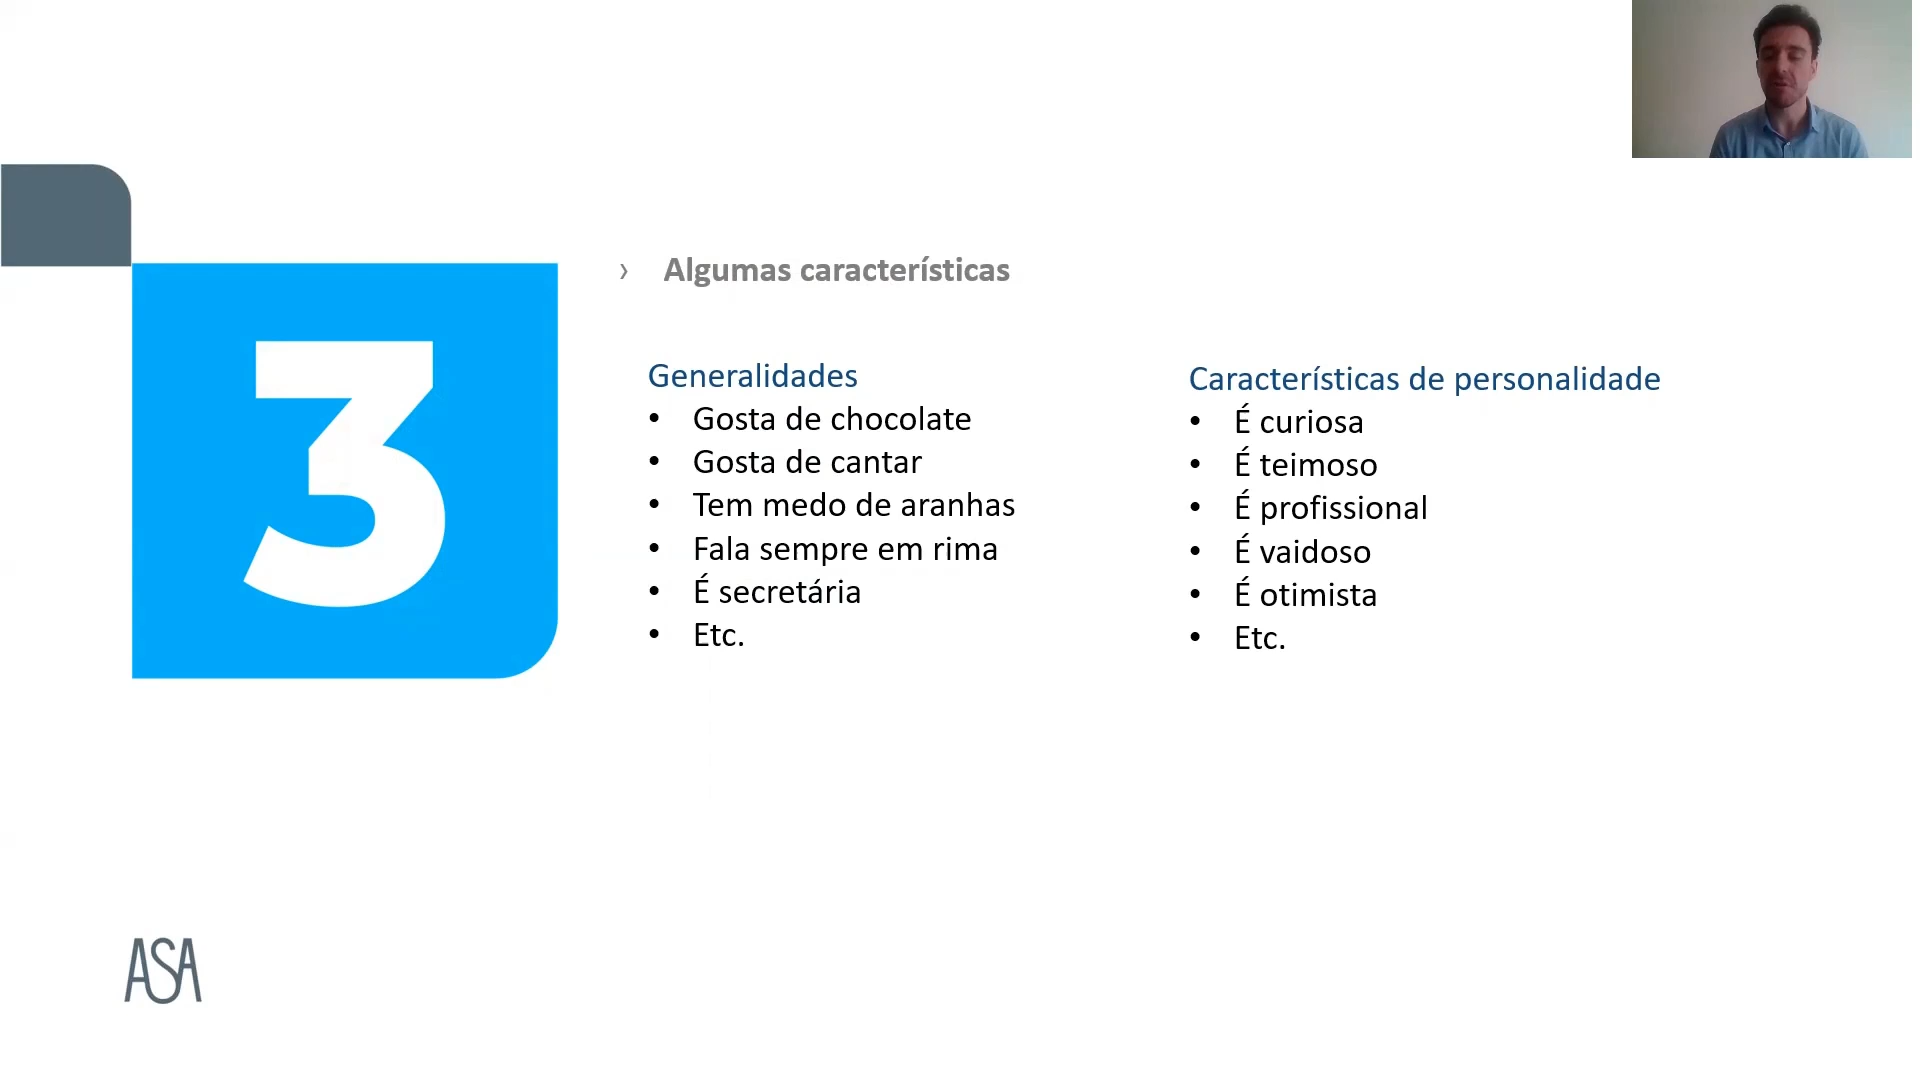 3
› Algumas características
Generalidades
• Gosta de chocolate
• Gosta de cantar
• Tem medo de aranhas
• Fala sempre em rima
• É secretária
• Etc.
Características de personalidade
• É curiosa
• É teimoso
• É profissional
• É vaidoso
• É otimista
• Etc.
ASA